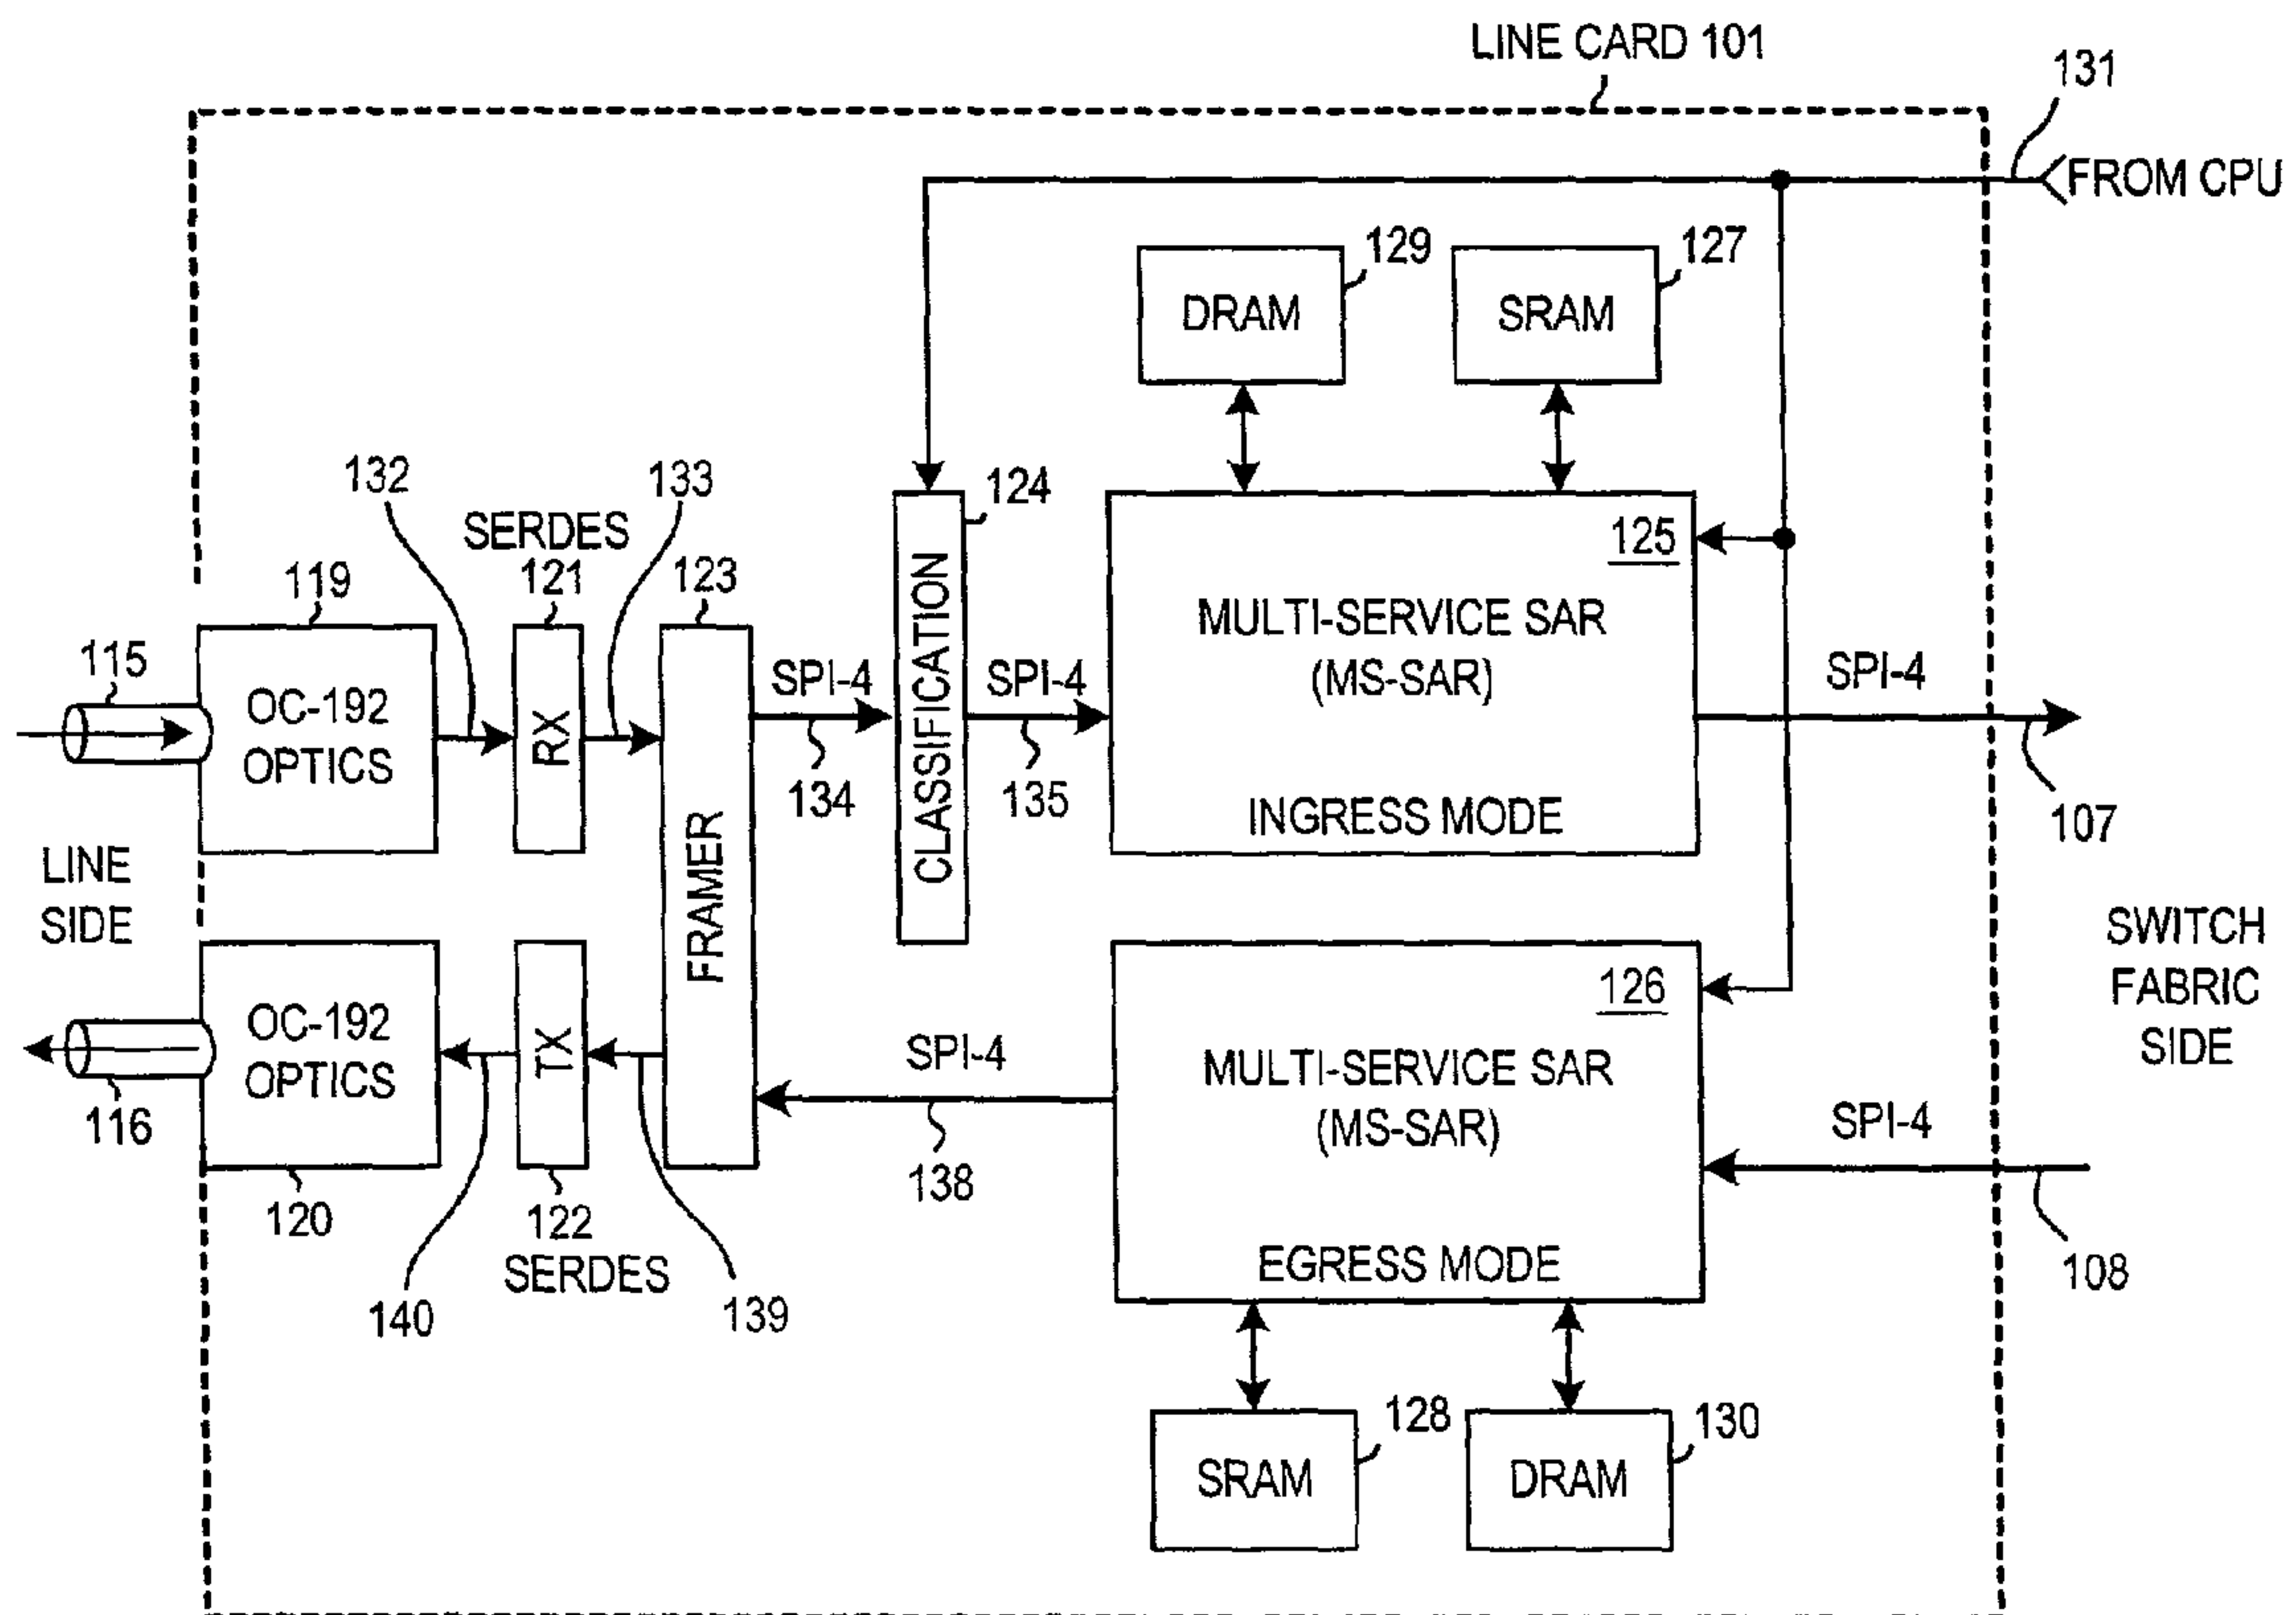 LINE CARD 101
131
FROM CPU
129
127
DRAM
SRAM
132
133
124
SERDES
121
119
123
125
115
OC-192
OPTICS
RX
SPI-4
CLASSIFICATION
SPI-4
MULTI-SERVICE SAR
(MS-SAR)
SPI-4
134
135
INGRESS MODE
107
LINE
SIDE
FRAMER
SWITCH
FABRIC
SIDE
126
OC-192
OPTICS
TX
SPI-4
MULTI-SERVICE SAR
(MS-SAR)
SPI-4
116
138
120
122
SERDES
EGRESS MODE
108
140
139
128
130
SRAM
DRAM